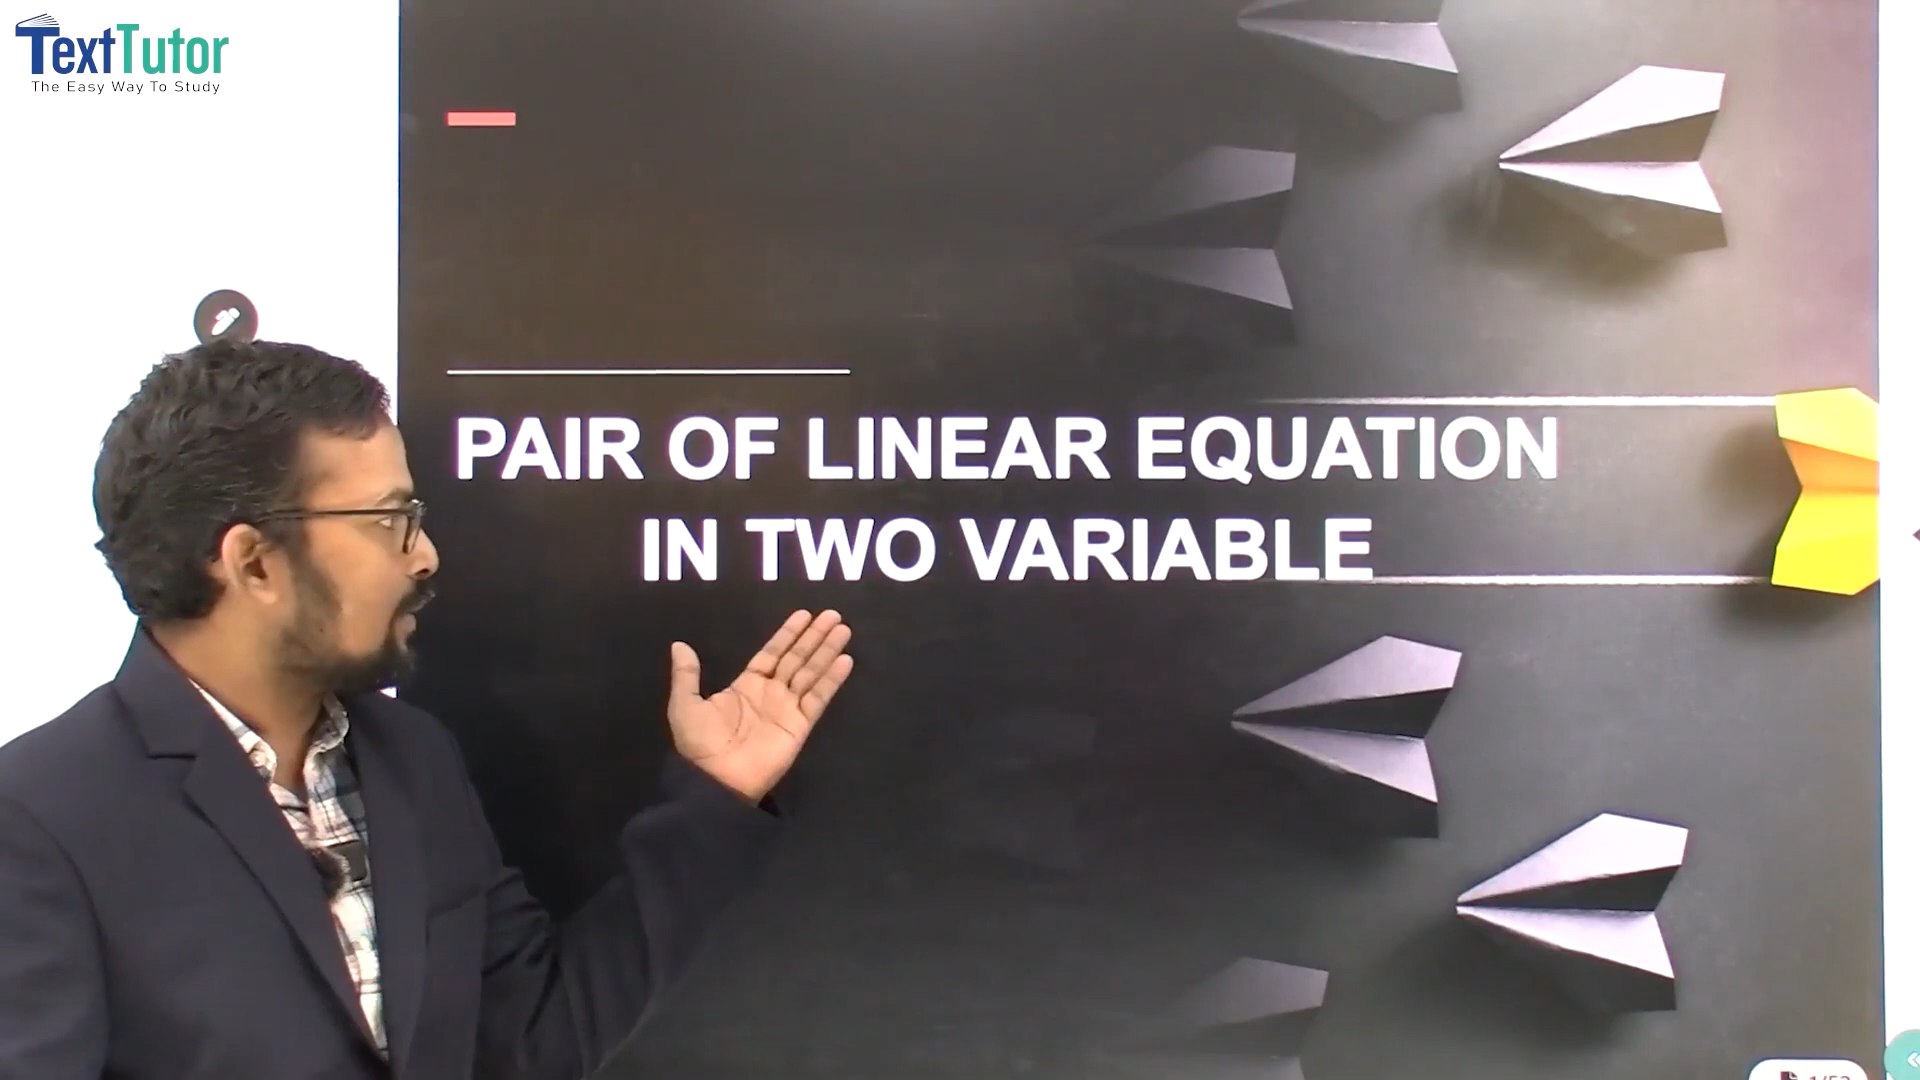 TextTutor
The Easy Way To Study
PAIR OF LINEAR EQUATION
IN TWO VARIABLE